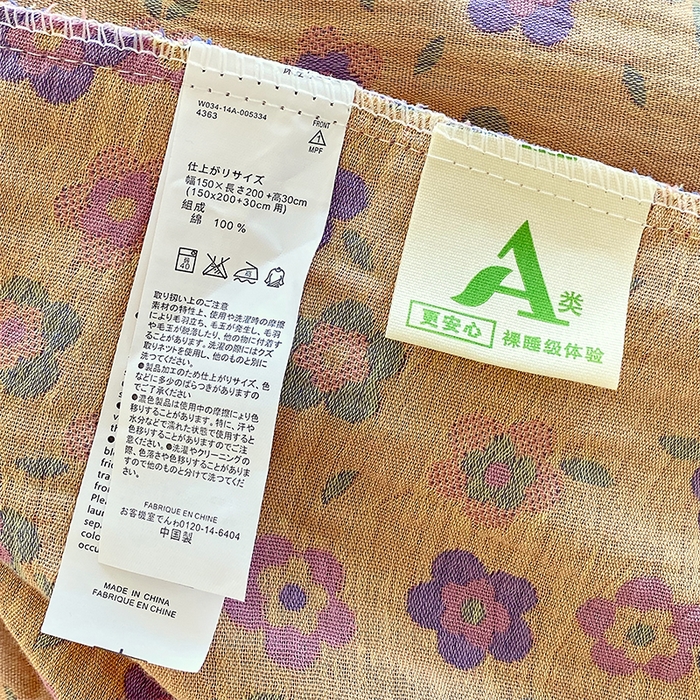 W034-14A-005334
4363
FRONT
1
MPF
仕上がりサイズ
幅150×長さ200+高30cm
(150x200+30cm 用)
組成
綿 100 %
40
取り扱い上のご注意
素材の特性上、使用や洗濯時の摩擦
により毛羽立ち、毛玉が発生し、毛羽
や毛玉が脱落したり、他の物に付着す
ることがあります。洗濯の際にはクズ
取りネットを使用し、他のものと別に
洗ってください。
●製品加工のため仕上がりサイズ、色
などに多少のばらつきがありますの
でご了承ください
●濃色製品は使用中の摩擦により色
移りすることがあります。特に、汗や
水分などで濡れた状態で使用すると
色移りすることがありますのでご注
意ください。●洗濯やクリーニングの
際、色落ちや色移りすることがありま
すので他のものと分けて洗ってくだ
さい。
FABRIQUE EN CHINE
お客機室でんわ0120-14-6404
中国製
Plea
laun
sepa
colo
occu
MADE IN CHINA
FABRIQUE EN CHINE
A类
更安心 裸睡级体验